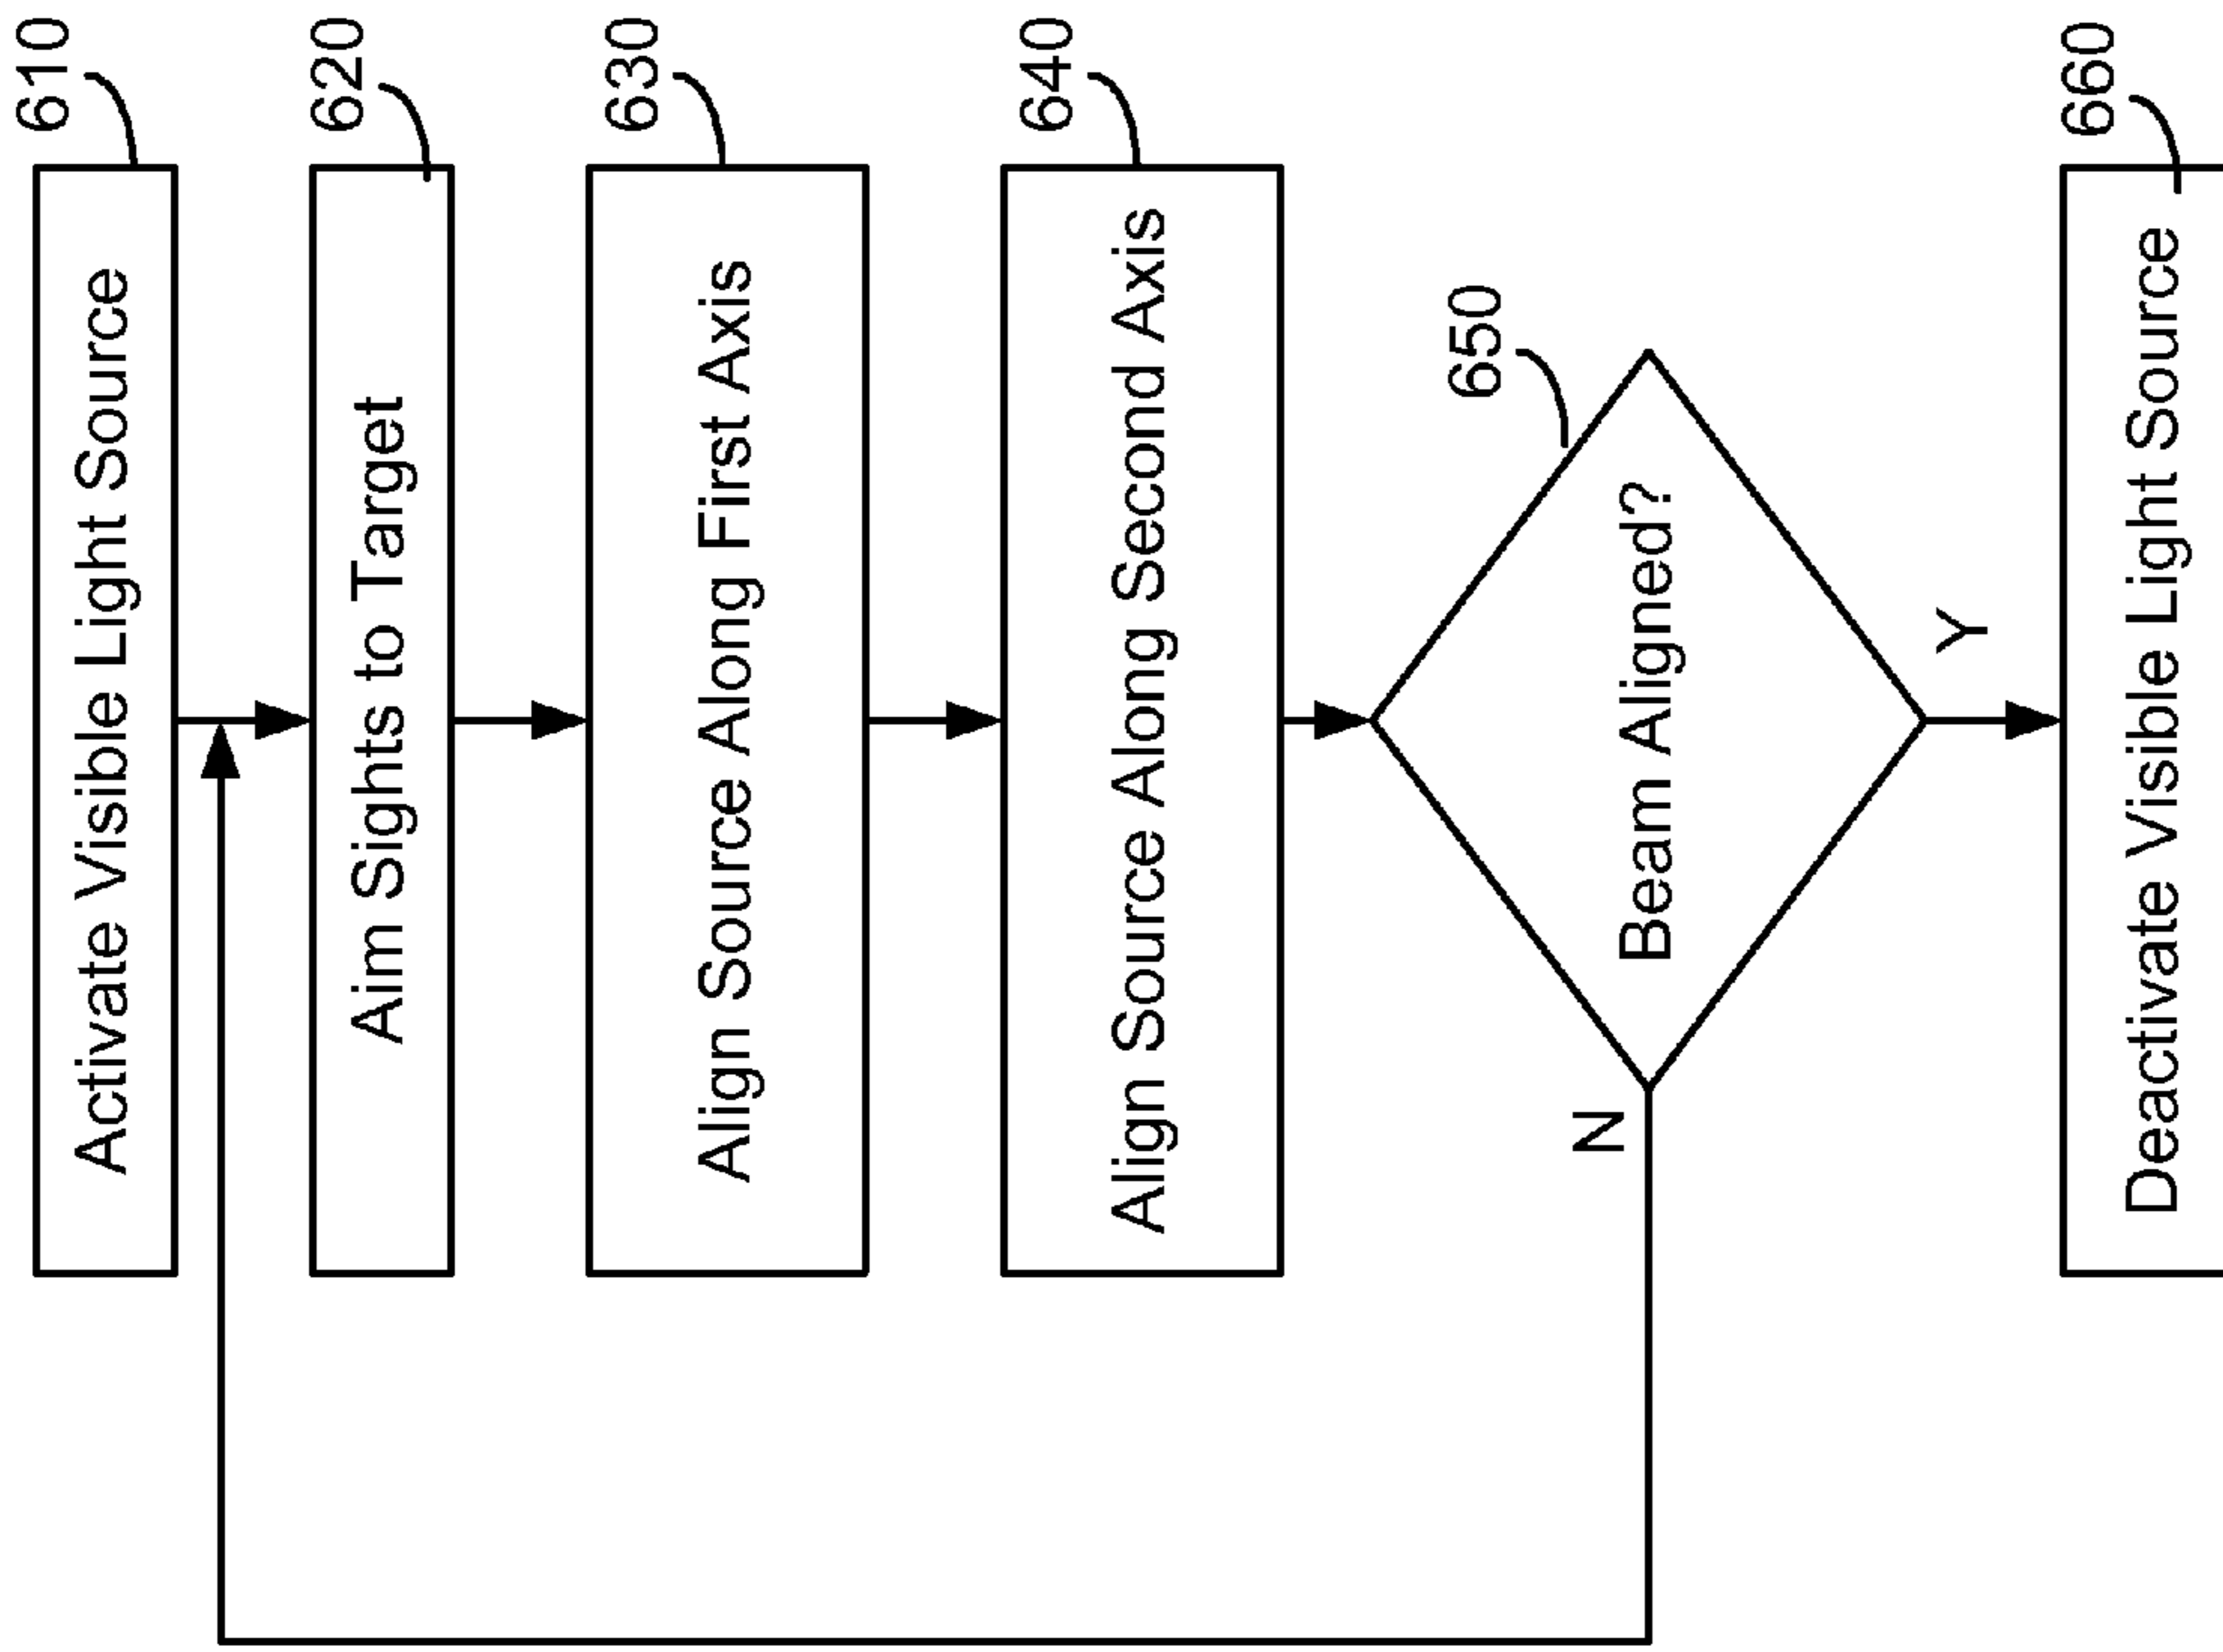 610
Activate Visible Light Source
620
Aim Sights to Target
630
Align Source Along First Axis
640
Align Source Along Second Axis
650
Beam Aligned?
N
Y
660
Deactivate Visible Light Source